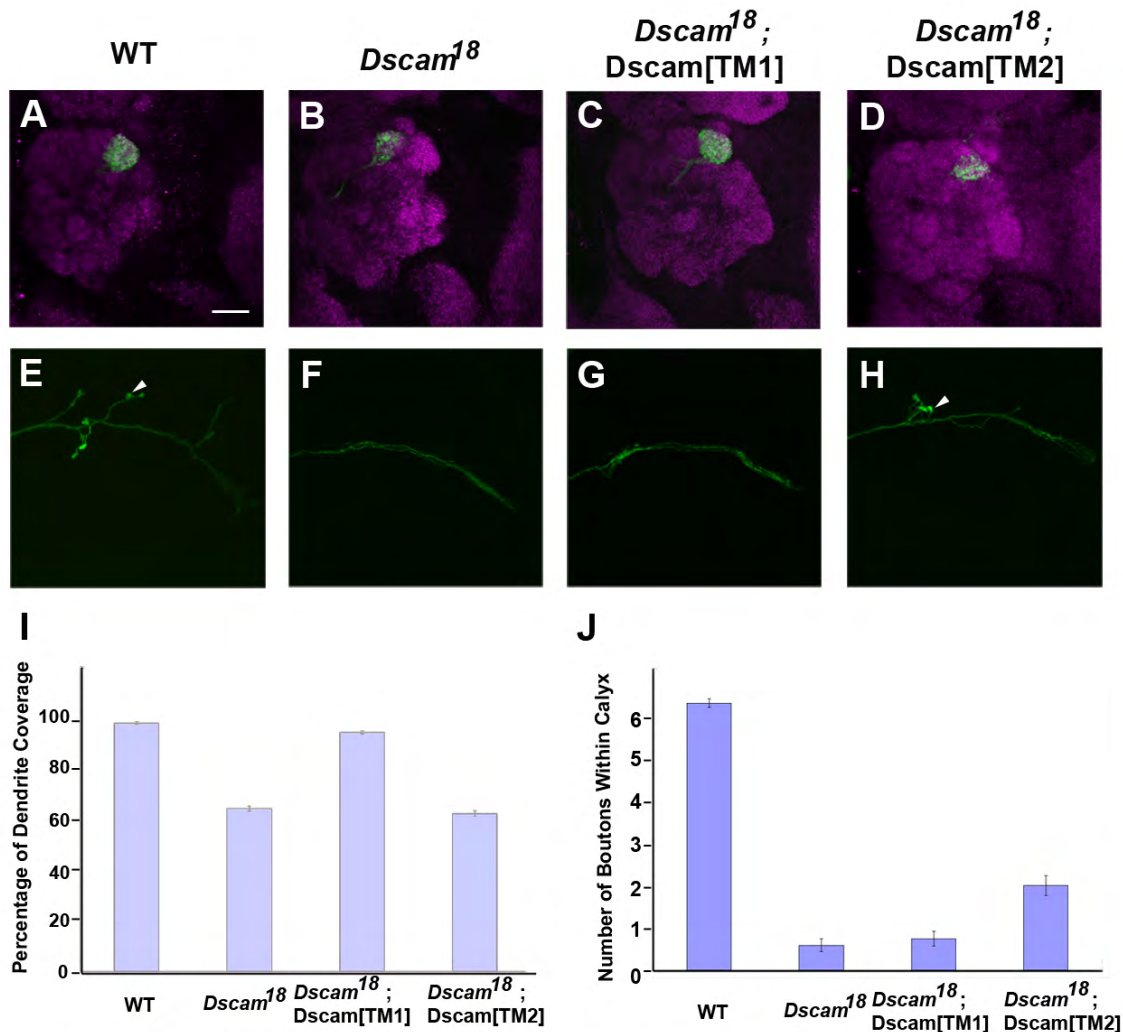 WT
Dscam18
Dscam18 ;
Dscam[TM1]
Dscam18 ;
Dscam[TM2]
A
B
C
D
E
F
G
H
I
J
Percentage of Dendrite Coverage
100
80
60
40
20
0
WT
Dscam18
Dscam18 ;
Dscam[TM1]
Dscam18 ;
Dscam[TM2]
Number of Boutons Within Calyx
6
5
4
3
2
1
0
WT
Dscam18
Dscam18 ;
Dscam[TM1]
Dscam18 ;
Dscam[TM2]